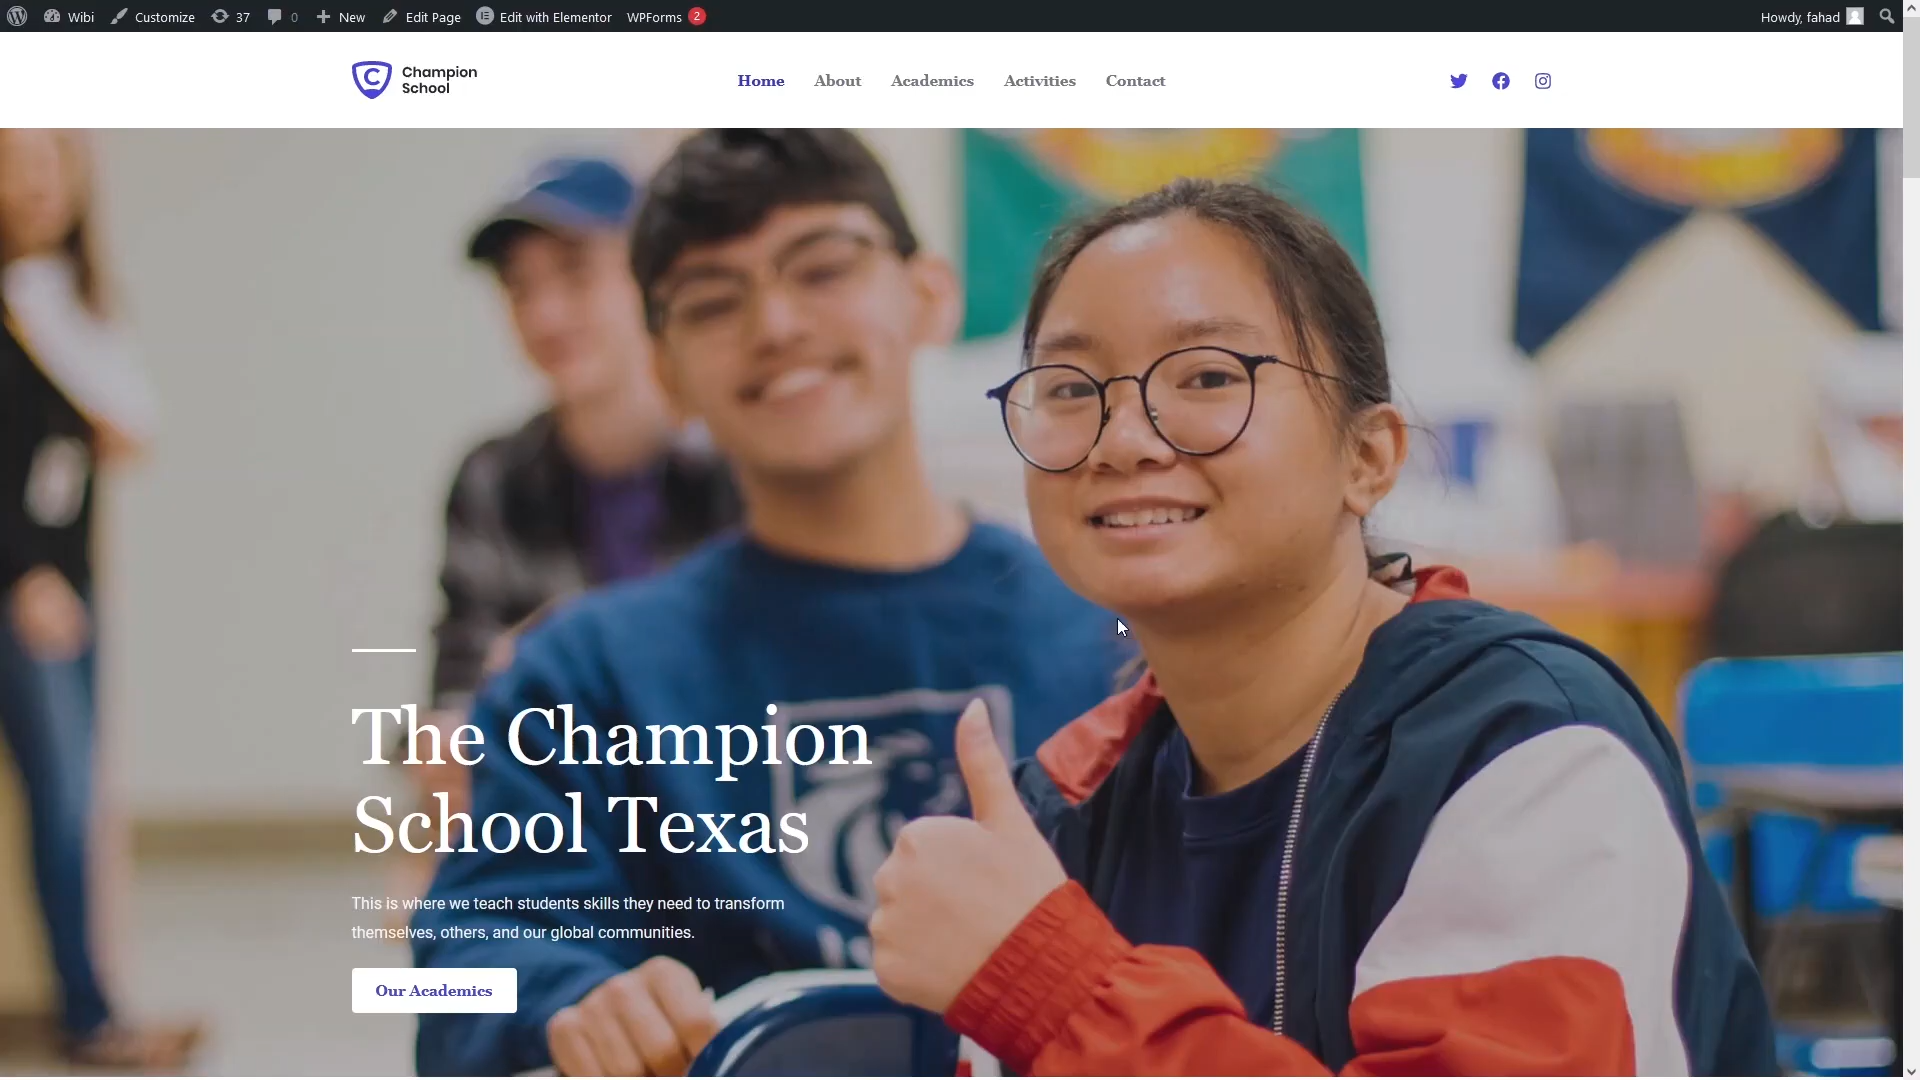 Wibi Customize 37 0 New Edit Page Edit with Elementor WPForms 2 Howdy, fahad
C Champion
School
Home About Academics Activities Contact
The Champion
School Texas
This is where we teach students skills they need to transform
themselves, others, and our global communities.
Our Academics